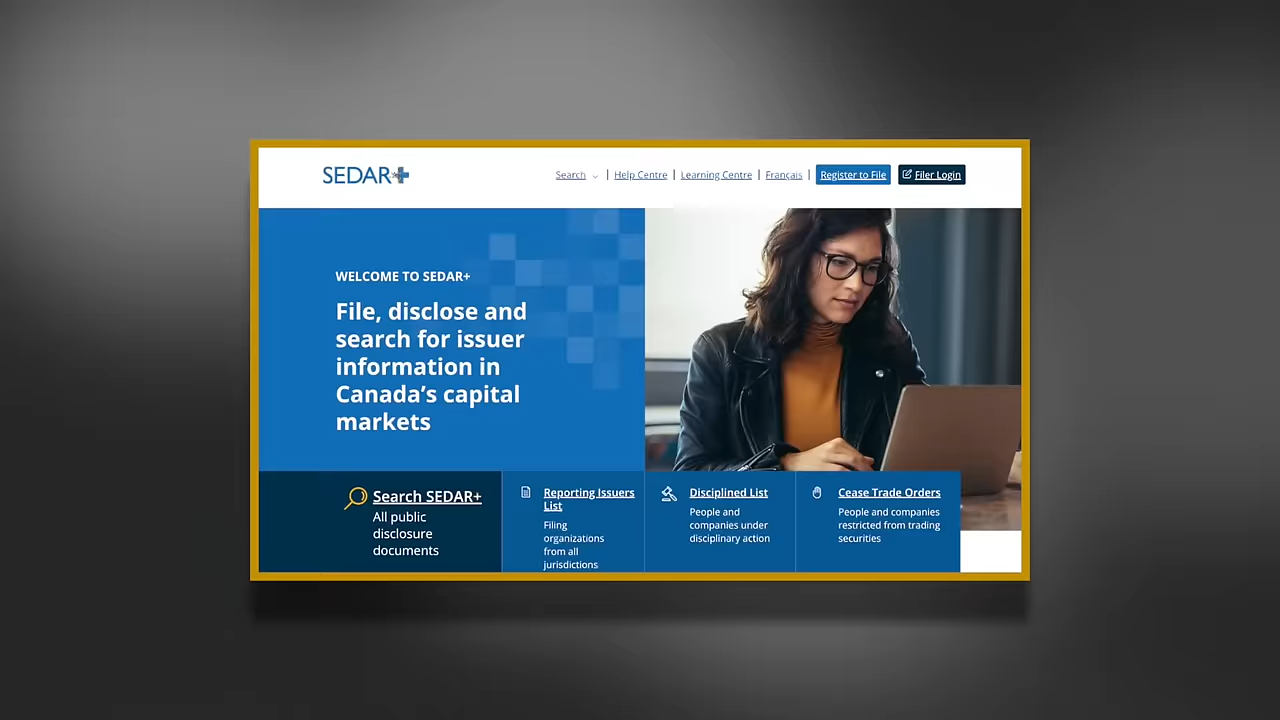 SEDAR+
Search | Help Centre | Learning Centre | Français | Register to File Filer Login
WELCOME TO SEDAR+
File, disclose and
search for issuer
information in
Canada’s capital
markets
Search SEDAR+
All public
disclosure
documents
Reporting Issuers
List
Filing
organizations
from all
jurisdictions
Disciplined List
People and
companies under
disciplinary action
Cease Trade Orders
People and companies
restricted from trading
securities